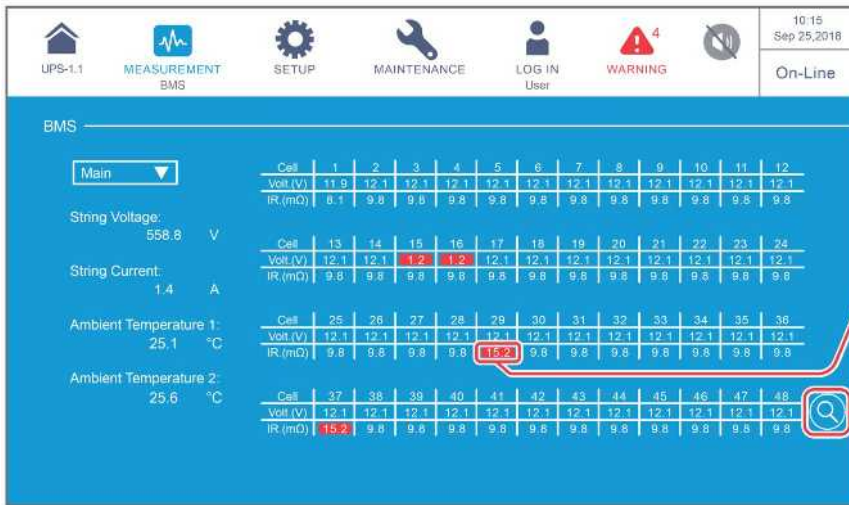 UPS-1.1
MEASUREMENT
BMS
SETUP
MAINTENANCE
LOG IN
User
4
WARNING
10:15
Sep 25,2018
On-Line
BMS
Main
String Voltage:
558.8 V
String Current:
1.4 A
Ambient Temperature 1:
25.1 °C
Ambient Temperature 2:
25.6 °C
Cell 1 2 3 4 5 6 7 8 9 10 11 12
Volt.(V) 11.9 12.1 12.1 12.1 12.1 12.1 12.1 12.1 12.1 12.1 12.1 12.1
IR.(mΩ) 8.1 9.8 9.8 9.8 9.8 9.8 9.8 9.8 9.8 9.8 9.8 9.8
Cell 13 14 15 16 17 18 19 20 21 22 23 24
Volt.(V) 12.1 12.1 1.2 1.2 12.1 12.1 12.1 12.1 12.1 12.1 12.1 12.1
IR.(mΩ) 9.8 9.8 9.8 9.8 9.8 9.8 9.8 9.8 9.8 9.8 9.8 9.8
Cell 25 26 27 28 29 30 31 32 33 34 35 36
Volt.(V) 12.1 12.1 12.1 12.1 12.1 12.1 12.1 12.1 12.1 12.1 12.1 12.1
IR.(mΩ) 9.8 9.8 9.8 9.8 15.2 9.8 9.8 9.8 9.8 9.8 9.8 9.8
Cell 37 38 39 40 41 42 43 44 45 46 47 48
Volt.(V) 12.1 12.1 12.1 12.1 12.1 12.1 12.1 12.1 12.1 12.1 12.1 12.1
IR.(mΩ) 15.2 9.8 9.8 9.8 9.8 9.8 9.8 9.8 9.8 9.8 9.8 9.8